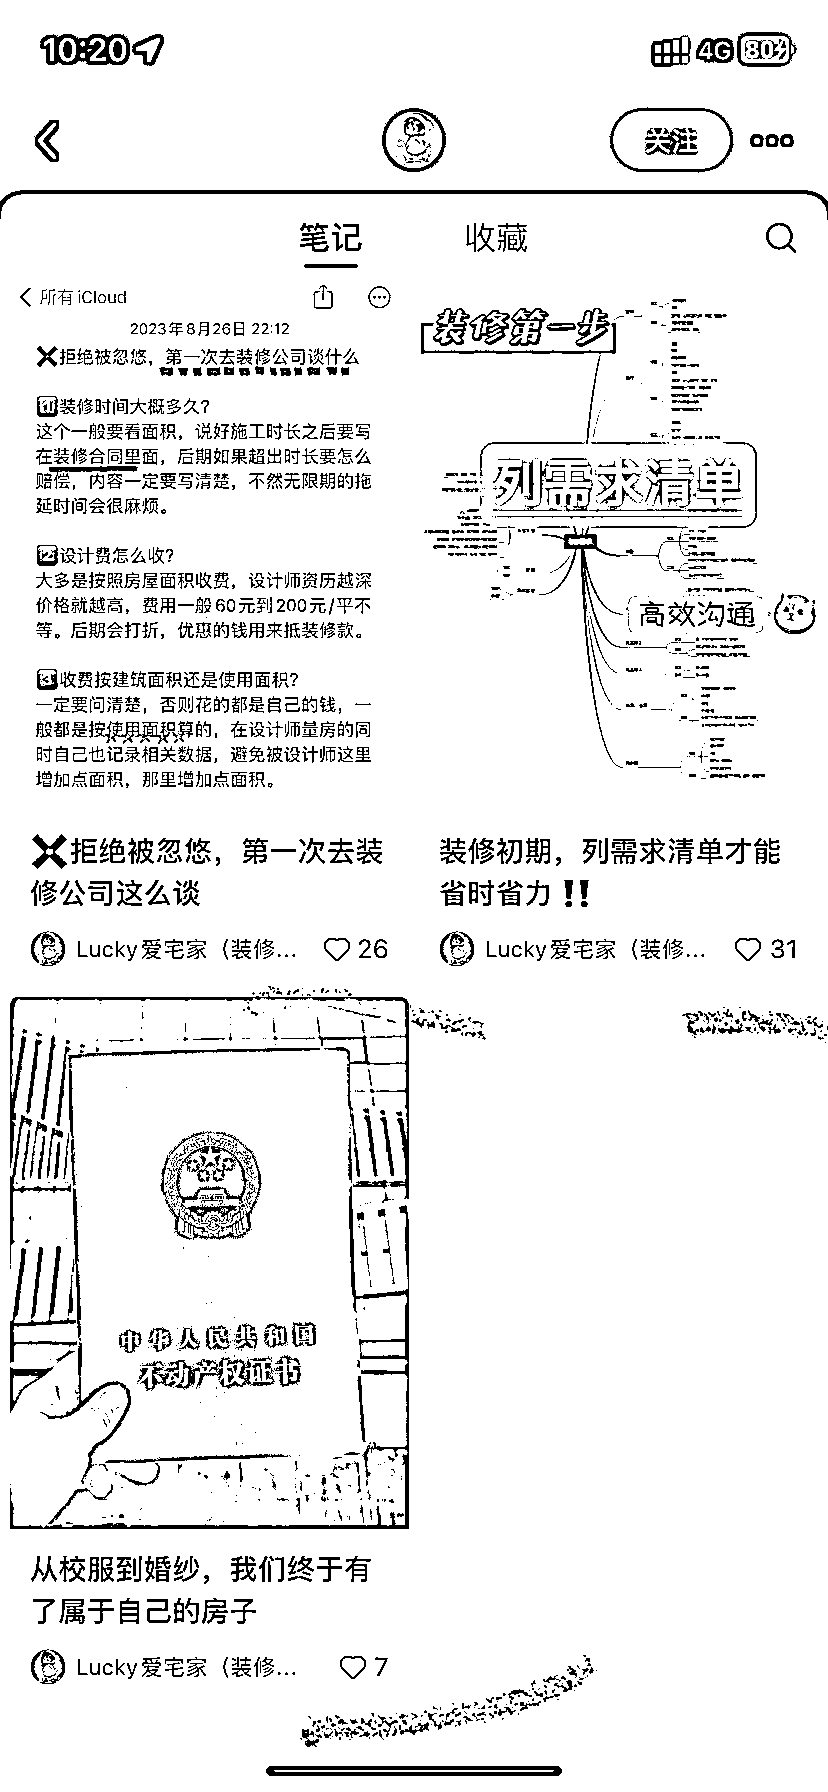 10:20
4G 80
关注
笔记 收藏
所有 iCloud
2023年8月26日 22:12
❌拒绝被忽悠，第一次去装修公司谈什么
1️⃣装修时间大概多久？
这个一般要看面积，说好施工时长之后要写
在装修合同里面，后期如果超出时长要怎么
赔偿，内容一定要写清楚，不然无限期的拖
延时间会很麻烦。
2️⃣设计费怎么收？
大多是按照房屋面积收费，设计师资历越深
价格就越高，费用一般60元到200元/平不
等。后期会打折，优惠的钱用来抵装修款。
3️⃣收费按建筑面积还是使用面积？
一定要问清楚，否则花的都是自己的钱，一
般都是按使用面积算的，在设计师量房的同
时自己也记录相关数据，避免被设计师这里
增加点面积，那里增加点面积。
装修第一步
列需求清单
高效沟通
❌拒绝被忽悠，第一次去装
修公司这么谈
Lucky爱宅家（装修... 26
装修初期，列需求清单才能
省时省力‼️
Lucky爱宅家（装修... 31
中华人民共和国
不动产权证书
从校服到婚纱，我们终于有
了属于自己的房子
Lucky爱宅家（装修... 7